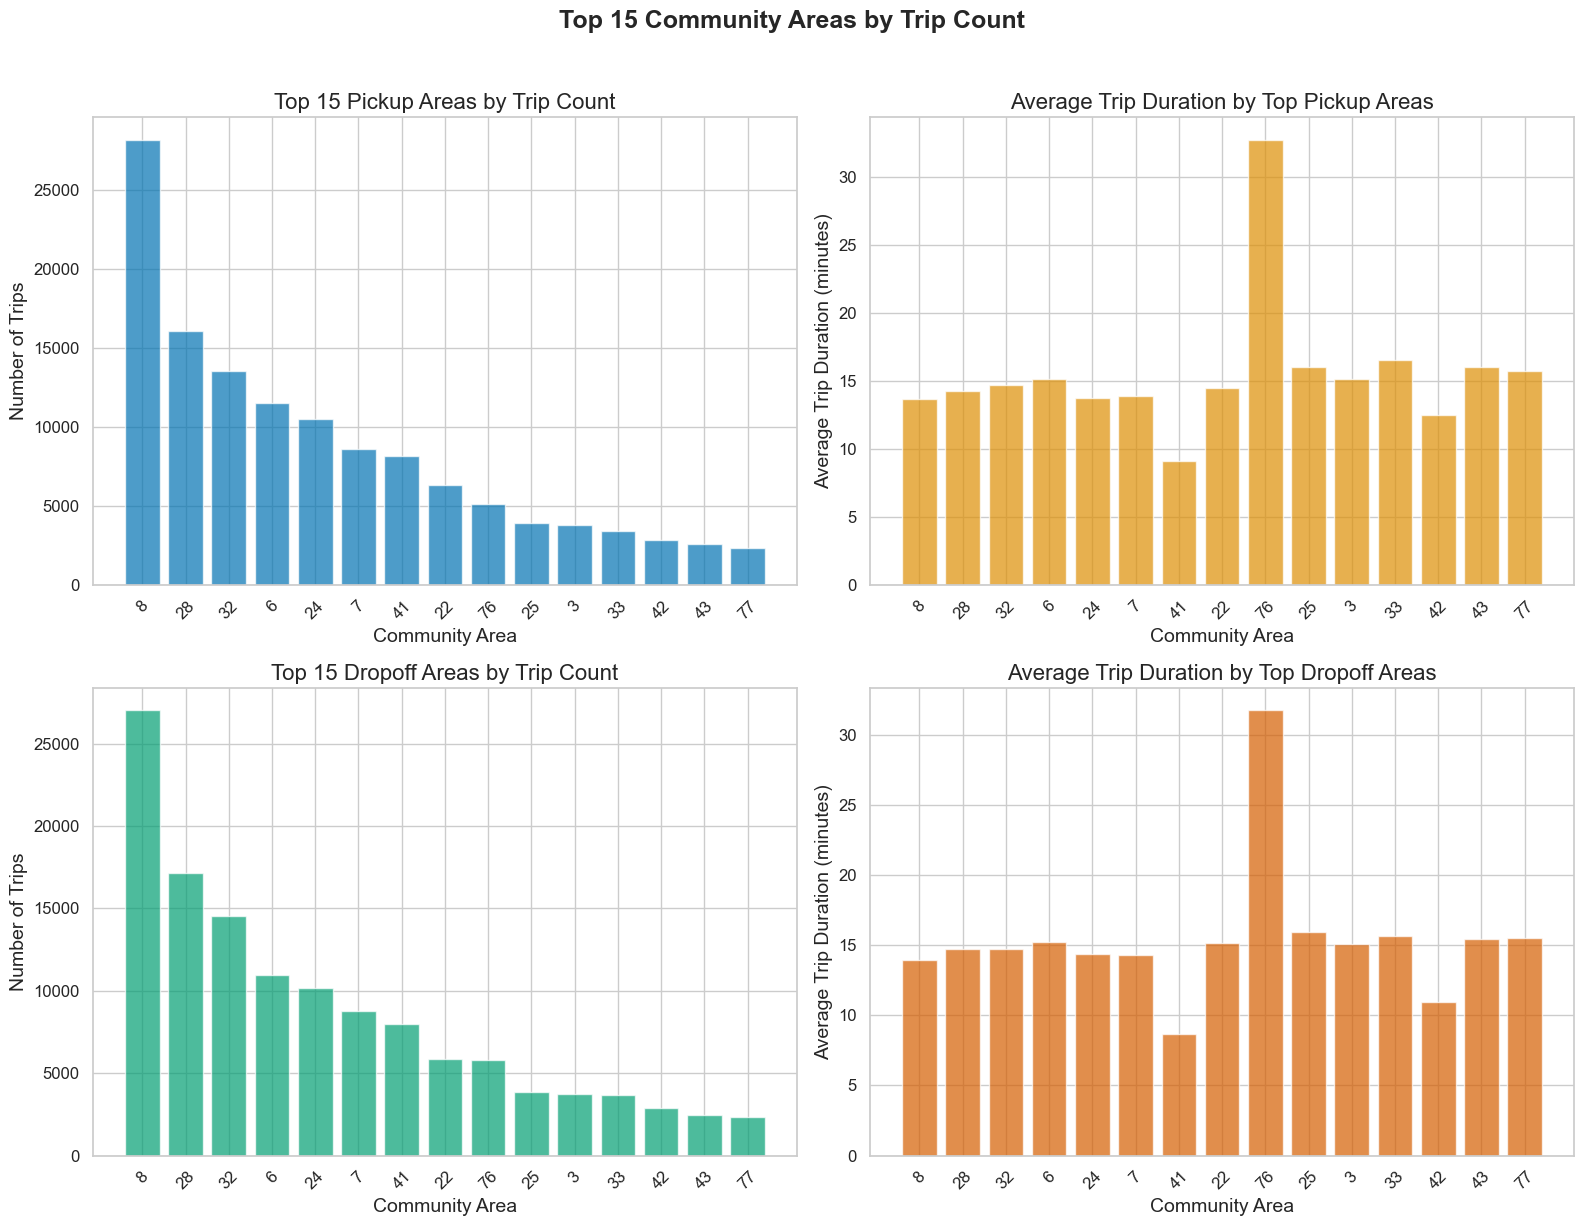 Top 15 Community Areas by Trip Count
Top 15 Pickup Areas by Trip Count
Number of Trips
25000
20000
15000
10000
5000
0
8 28 32 6 24 7 41 22 76 25 3 33 42 43 77
Community Area
Average Trip Duration by Top Pickup Areas
Average Trip Duration (minutes)
30
25
20
15
10
5
0
8 28 32 6 24 7 41 22 76 25 3 33 42 43 77
Community Area
Top 15 Dropoff Areas by Trip Count
Number of Trips
25000
20000
15000
10000
5000
0
8 28 32 6 24 7 41 22 76 25 3 33 42 43 77
Community Area
Average Trip Duration by Top Dropoff Areas
Average Trip Duration (minutes)
30
25
20
15
10
5
0
8 28 32 6 24 7 41 22 76 25 3 33 42 43 77
Community Area